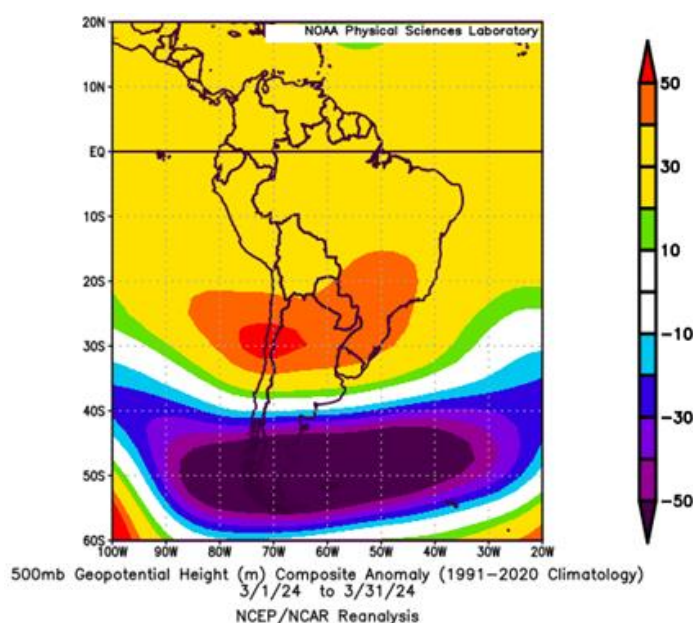 NOAA Physical Sciences Laboratory
20N
10N
EQ
10S
20S
30S
40S
50S
60S
100W 90W 80W 70W 60W 50W 40W 30W 20W
50
30
10
-10
-30
-50
500mb Geopotential Height (m) Composite Anomaly (1991-2020 Climatology)
3/1/24 to 3/31/24
NCEP/NCAR Reanalysis